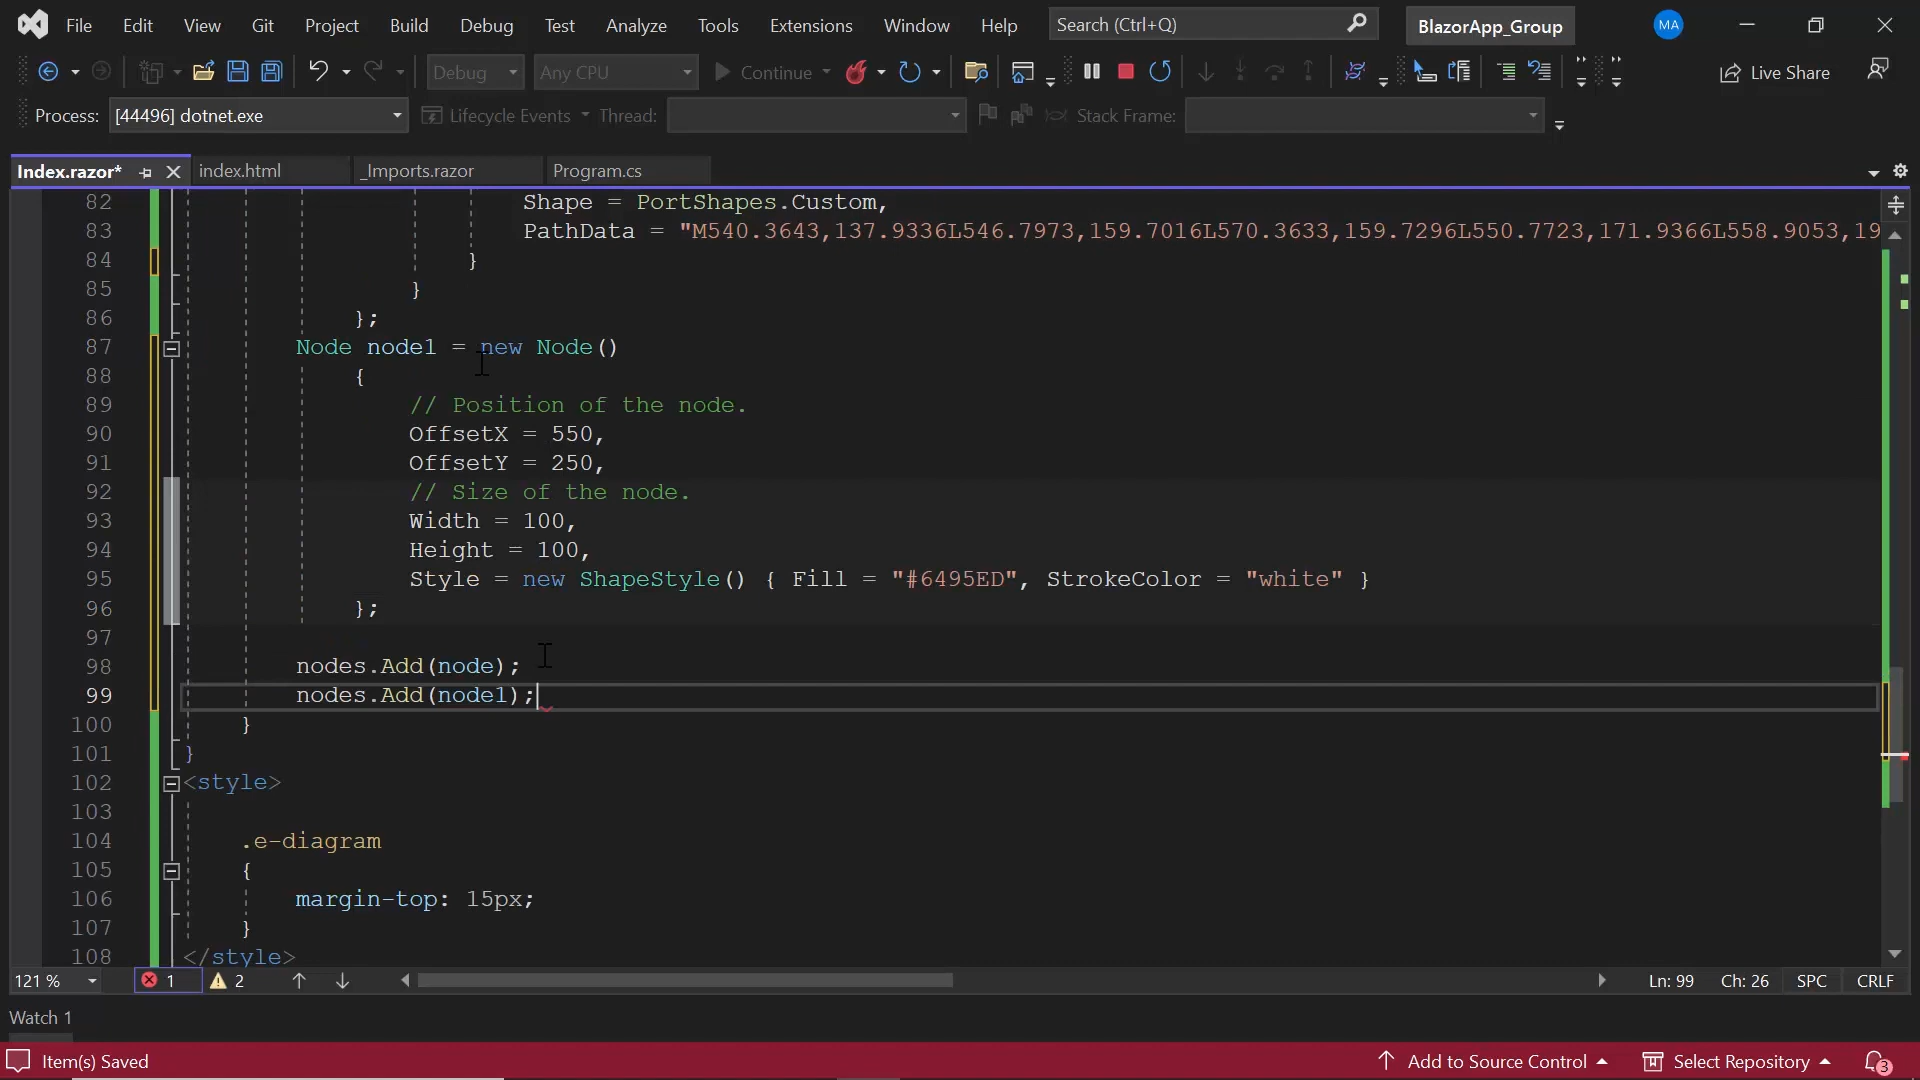 File Edit View Git Project Build Debug Test Analyze Tools Extensions Window Help Search (Ctrl+Q) BlazorApp_Group MA
Debug Any CPU Continue Live Share
Process: [44496] dotnet.exe Lifecycle Events Thread: Stack Frame:
Index.razor* index.html _Imports.razor Program.cs
82 Shape = PortShapes.Custom,
83 PathData = "M540.3643,137.9336L546.7973,159.7016L570.3633,159.7296L550.7723,171.9366L558.9053,19
84 }
85 }
86 };
87 Node node1 = new Node()
88 {
89 // Position of the node.
90 OffsetX = 550,
91 OffsetY = 250,
92 // Size of the node.
93 Width = 100,
94 Height = 100,
95 Style = new ShapeStyle() { Fill = "#6495ED", StrokeColor = "white" }
96 };
97
98 nodes.Add(node);
99 nodes.Add(node1);
100 }
101 }
102 <style>
103
104 .e-diagram
105 {
106 margin-top: 15px;
107 }
108 </style>
121 % 1 2 Ln: 99 Ch: 26 SPC CRLF
Watch 1
Item(s) Saved Add to Source Control Select Repository 3